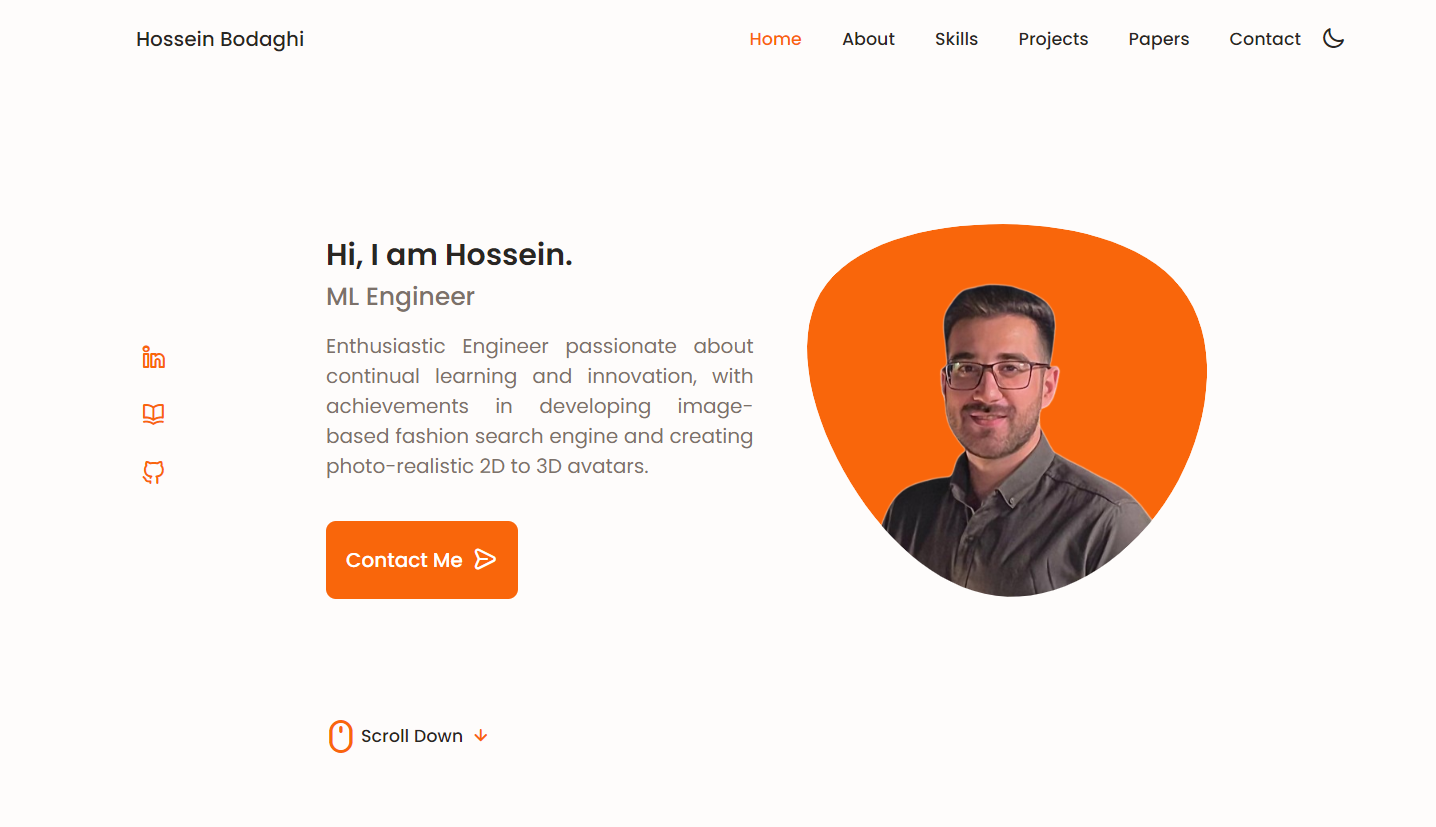 Hossein Bodaghi
Home About Skills Projects Papers Contact
Hi, I am Hossein.
ML Engineer
Enthusiastic Engineer passionate about
continual learning and innovation, with
achievements in developing image-
based fashion search engine and creating
photo-realistic 2D to 3D avatars.
in
Contact Me
Scroll Down